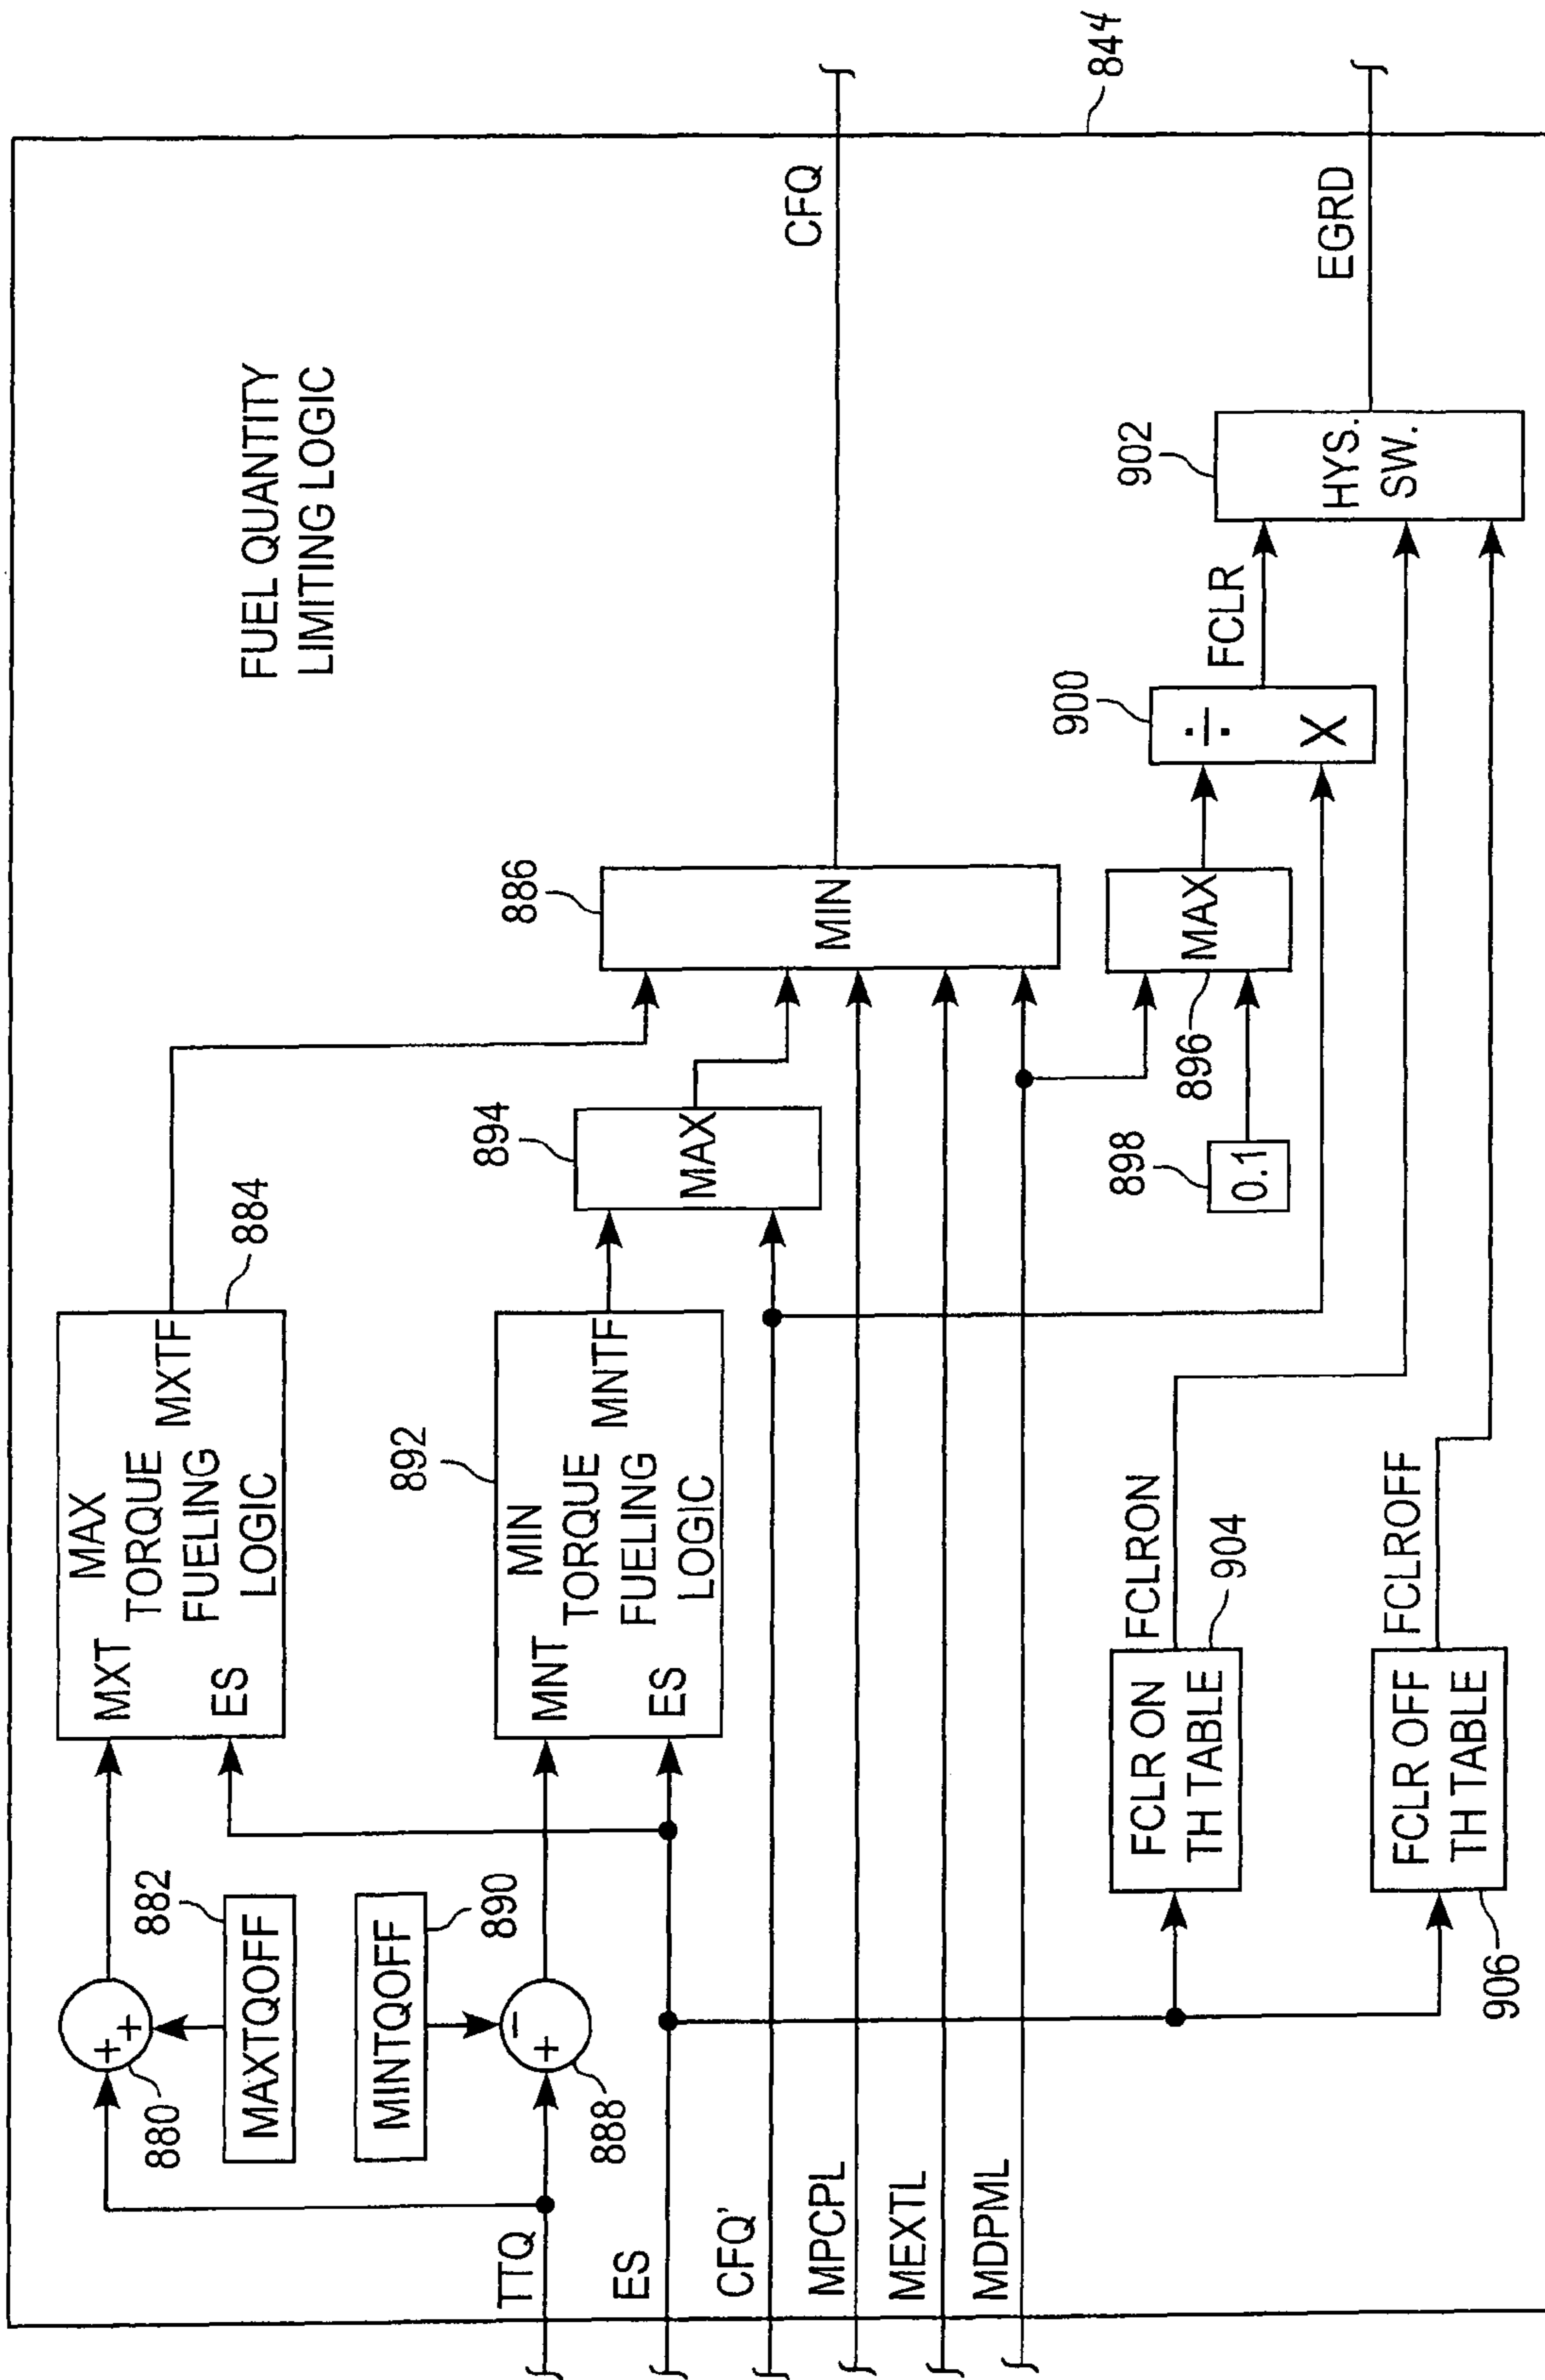 FUEL QUANTITY
LIMITING LOGIC
844
880
+
+
882
MAXTQOFF
MAX
MXT
TORQUE
MXTF
FUELING
ES
LOGIC
884
MINTQOFF
890
-
+
888
892
MIN
MNT
TORQUE
MNTF
FUELING
ES
LOGIC
894
MAX
886
MIN
CFQ
TTQ
ES
CFQ'
MPCPL
MEXTL
MDPML
896
MAX
898
0.1
900
÷
X
FCLR
902
HYS.
SW.
EGRD
FCLR ON
TH TABLE
904
FCLRON
FCLR OFF
TH TABLE
906
FCLROFF